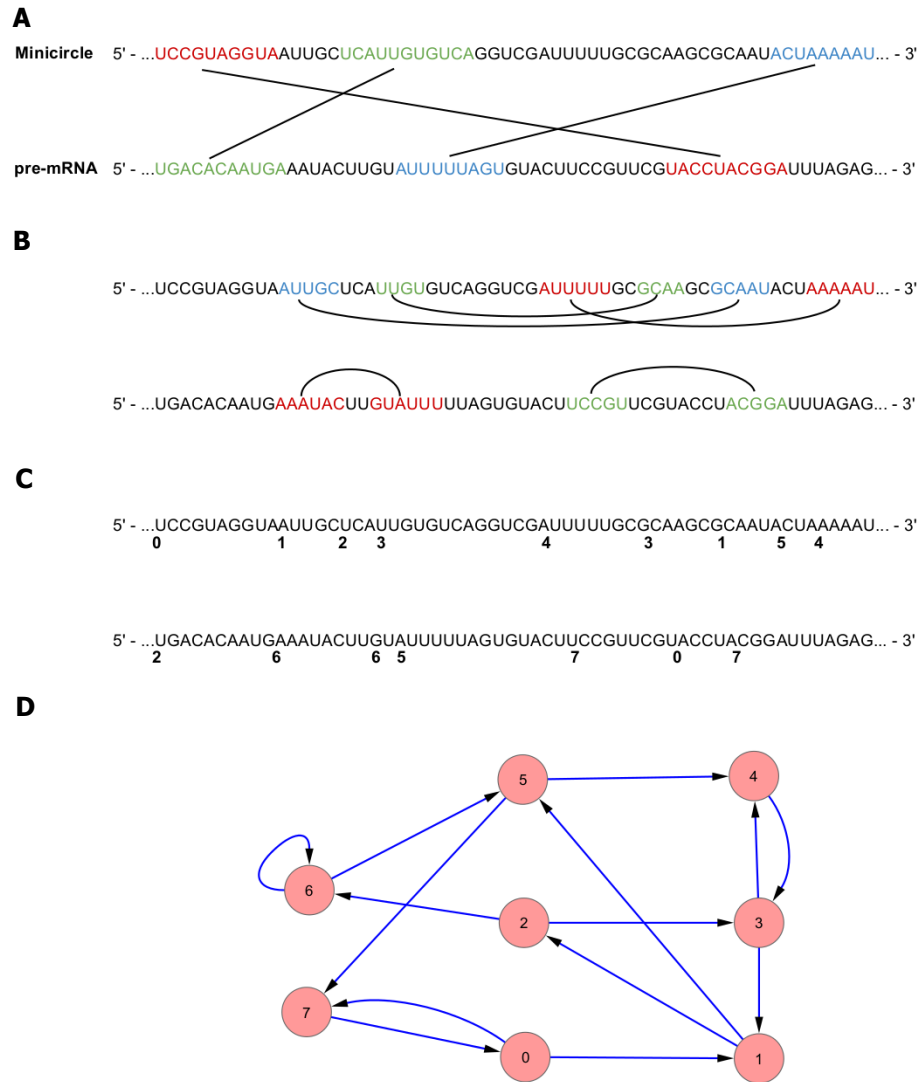 A
Minicircle 5' - ...UCCGUAGGUAAUUGCUCAUUGUGUCAGGUCGAUUUUUGCGCAAGCGCAAUACUAAAAAU... - 3'
pre-mRNA 5' - ...UGACACAAUGAAAUACUUGUAUUUUUAGUGUACUUCCGUUCGUACCUACGGAUUUAGAG... - 3'
B
5' - ...UCCGUAGGUAAUUGCUCAUUGUGUCAGGUCGAUUUUUGCGCAAGCGCAAUACUAAAAAU... - 3'
5' - ...UGACACAAUGAAAUACUUGUAUUUUUAGUGUACUUCCGUUCGUACCUACGGAUUUAGAG... - 3'
C
5' - ...UCCGUAGGUAAUUGCUCAUUGUGUCAGGUCGAUUUUUGCGCAAGCGCAAUACUAAAAAU... - 3'
0 1 2 3 4 3 1 5 4
5' - ...UGACACAAUGAAAUACUUGUAUUUUUAGUGUACUUCCGUUCGUACCUACGGAUUUAGAG... - 3'
2 6 6 5 7 0 7
D
5 4
6
2 3
7
0 1